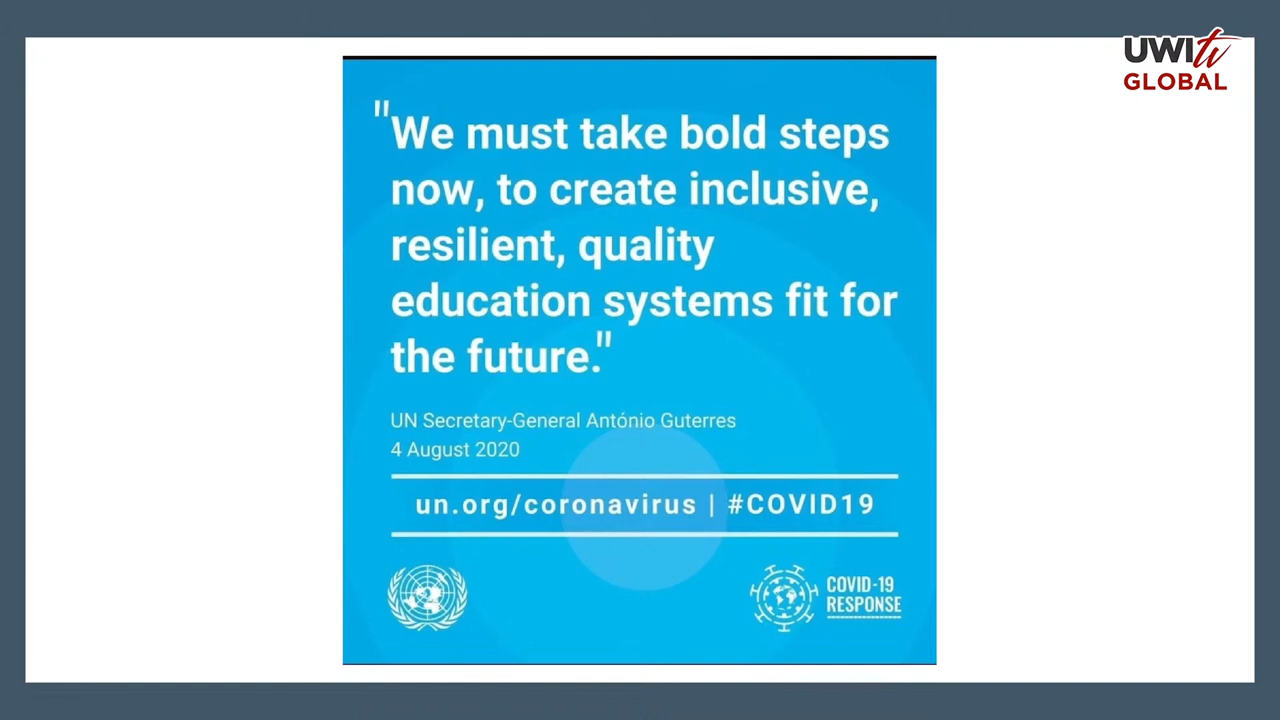 UWItv
GLOBAL
"We must take bold steps
now, to create inclusive,
resilient, quality
education systems fit for
the future."
UN Secretary-General António Guterres
4 August 2020
un.org/coronavirus | #COVID19
COVID-19
RESPONSE